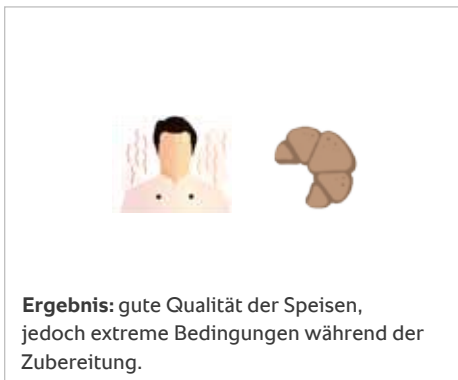 Ergebnis: gute Qualität der Speisen,
jedoch extreme Bedingungen während der
Zubereitung.